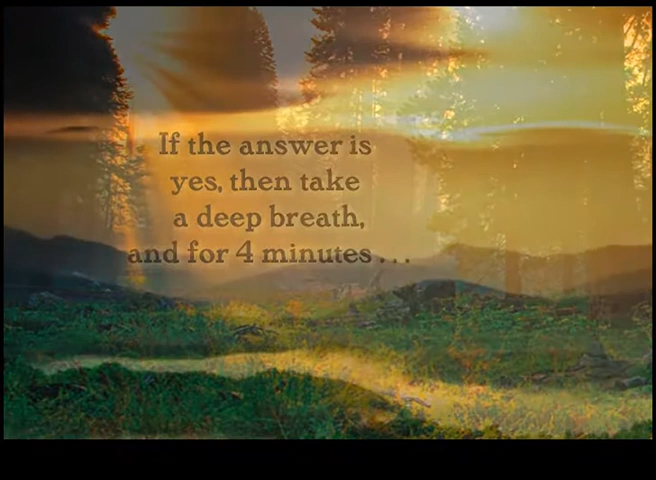 If the answer is
yes, then take
a deep breath,
and for 4 minutes . . .